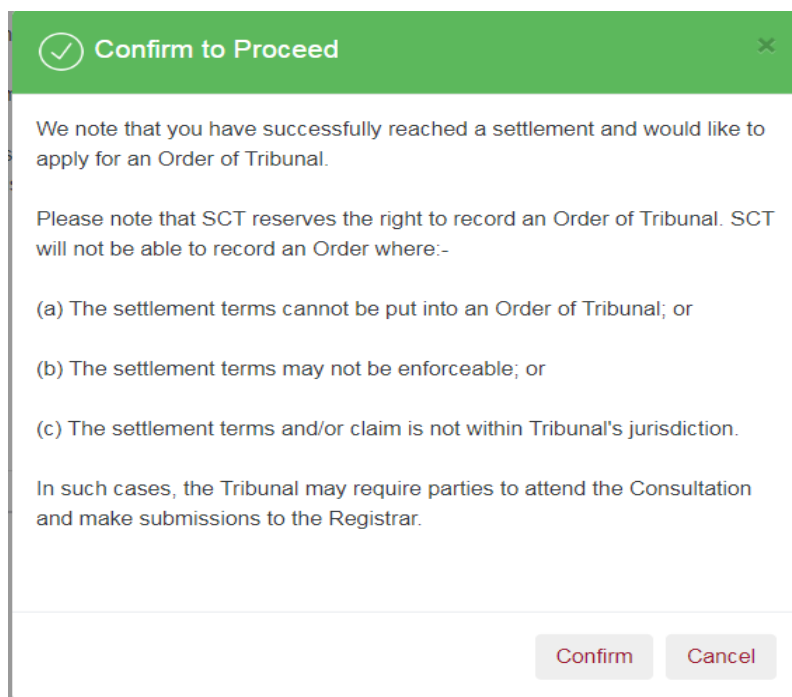 Confirm to Proceed
×
We note that you have successfully reached a settlement and would like to
apply for an Order of Tribunal.
Please note that SCT reserves the right to record an Order of Tribunal. SCT
will not be able to record an Order where:-
(a) The settlement terms cannot be put into an Order of Tribunal; or
(b) The settlement terms may not be enforceable; or
(c) The settlement terms and/or claim is not within Tribunal's jurisdiction.
In such cases, the Tribunal may require parties to attend the Consultation
and make submissions to the Registrar.
Confirm Cancel